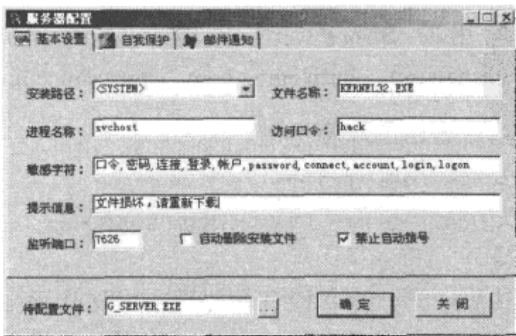 服务器配置
基本设置 自我保护 邮件通知
安装路径： <SYSTEM> 文件名称： KERNEL32.EXE
进程名称： svchost 访问口令： hack
敏感字符： 口令,密码,连接,登录,帐户,password,connect,account,login,logon
提示信息： 文件损坏，请重新下载
监听端口： 7626 自动删除安装文件 禁止自动拨号
待配置文件： G_SERVER.EXE ... 确定 关闭